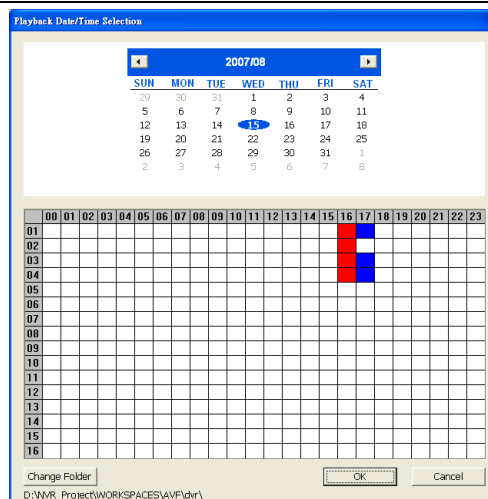 Playback Date/Time Selection
2007/08
SUN MON TUE WED THU FRI SAT
29 30 31 1 2 3 4
5 6 7 8 9 10 11
12 13 14 15 16 17 18
19 20 21 22 23 24 25
26 27 28 29 30 31 1
2 3 4 5 6 7 8
00 01 02 03 04 05 06 07 08 09 10 11 12 13 14 15 16 17 18 19 20 21 22 23
01
02
03
04
05
06
07
08
09
10
11
12
13
14
15
16
Change Folder OK Cancel
D:\NVR_Project\WORKSPACES\AVF\dvr\